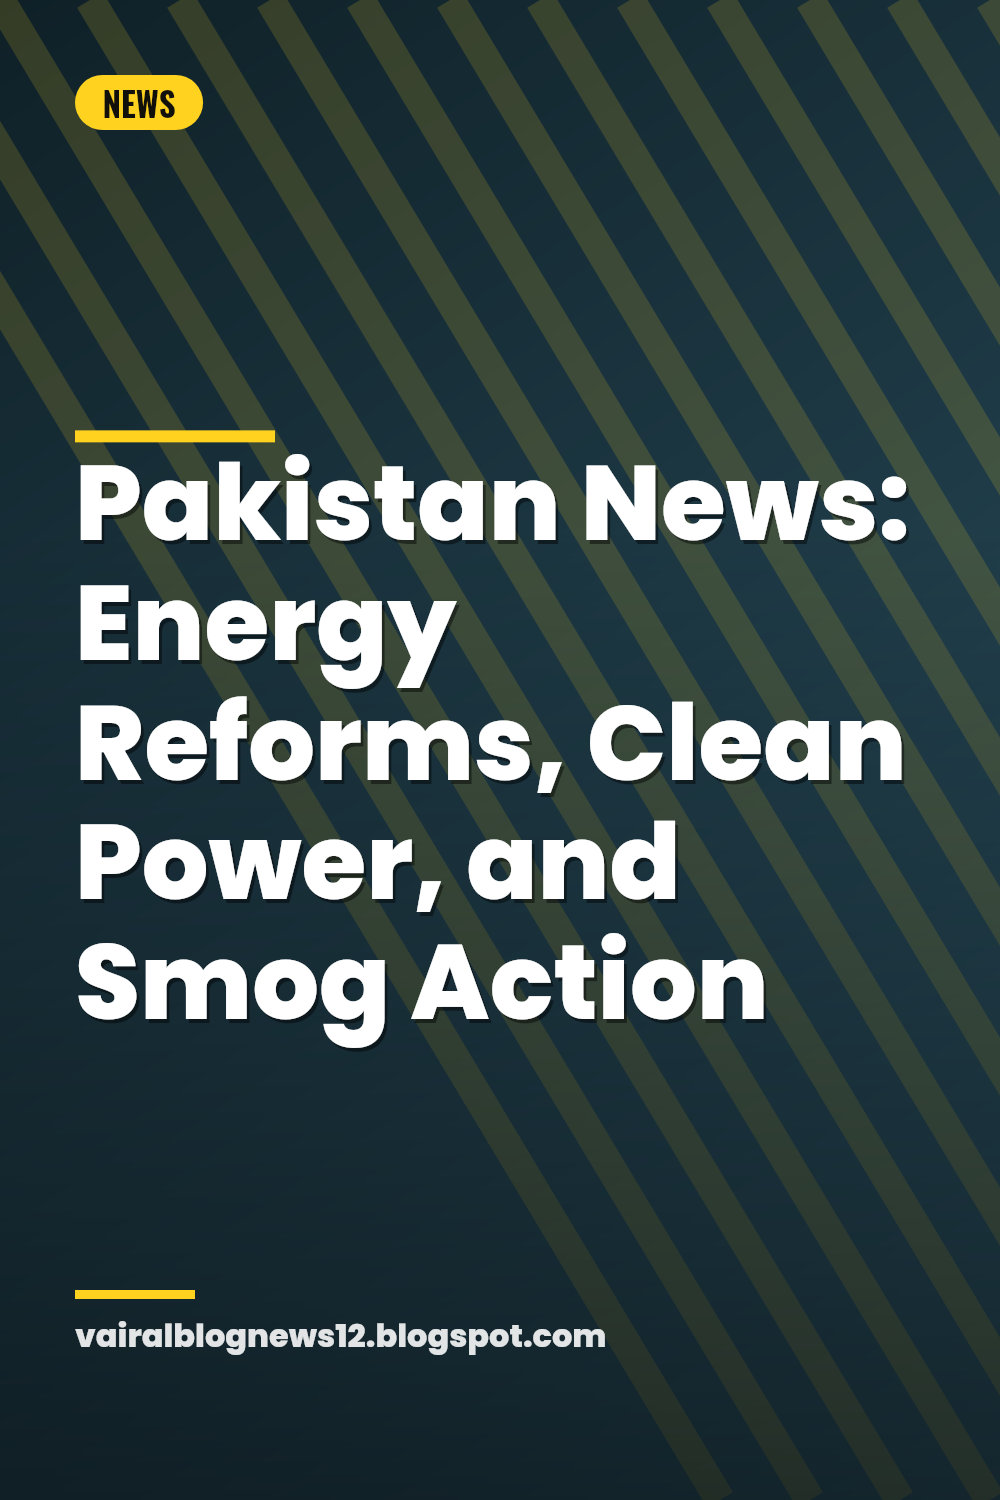 NEWS
Pakistan News:
Energy
Reforms, Clean
Power, and
Smog Action
vairalblognews12.blogspot.com